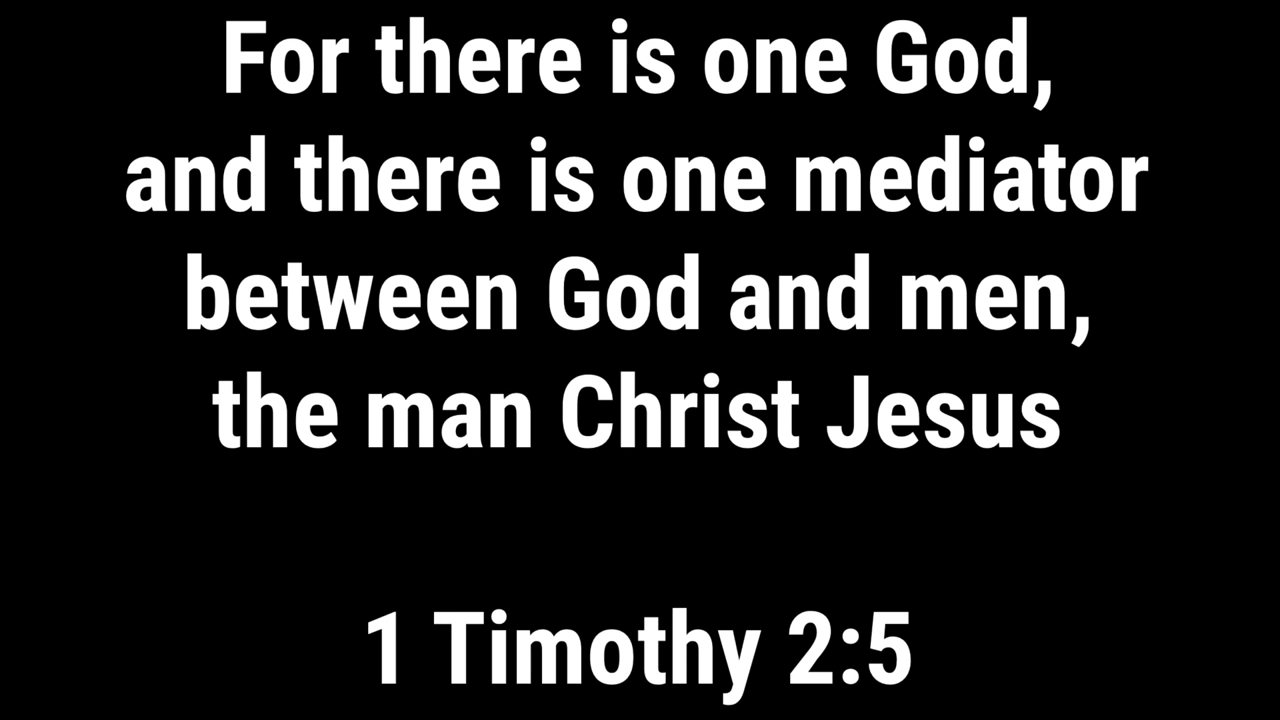 For there is one God,
and there is one mediator
between God and men,
the man Christ Jesus
1 Timothy 2:5